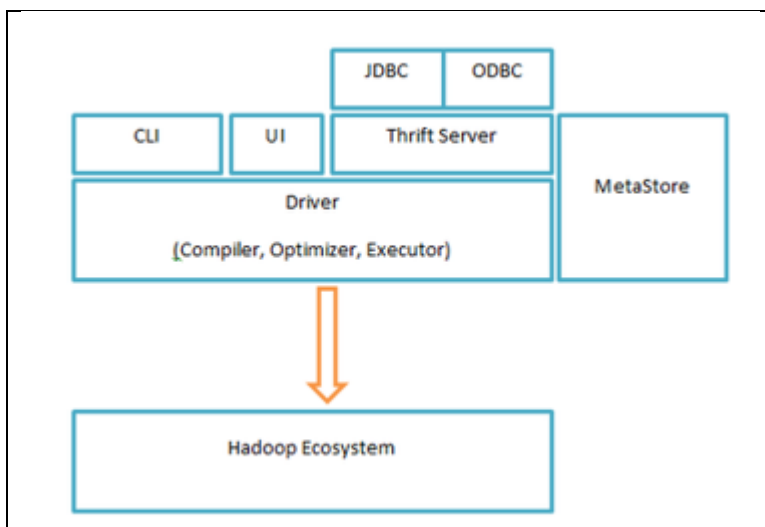 JDBC
ODBC
CLI
UI
Thrift Server
MetaStore
Driver
(Compiler, Optimizer, Executor)
Hadoop Ecosystem